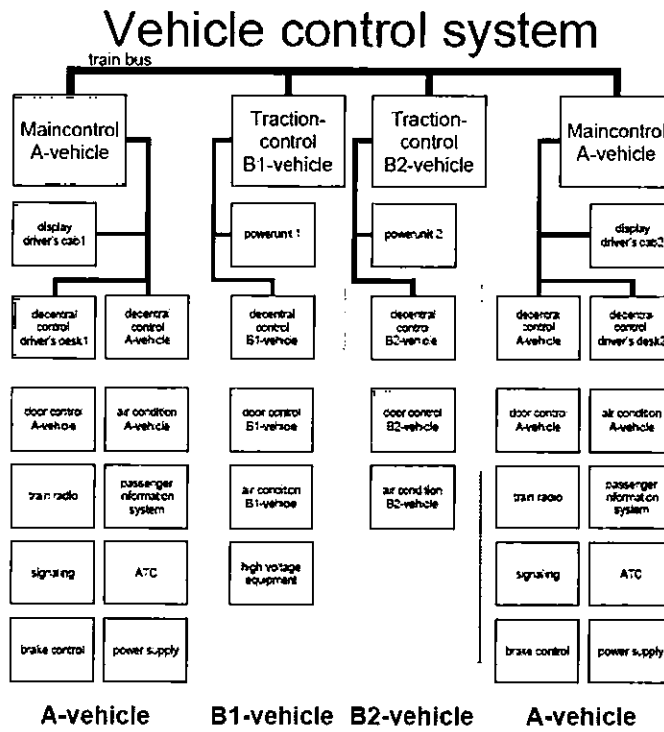 Vehicle control system
train bus
Maincontrol
A-vehicle
Traction-
control
B1-vehicle
Traction-
control
B2-vehicle
Maincontrol
A-vehicle
display
driver's cab1
powerunit 1
powerunit 2
display
driver's cab2
decentral
control
driver's desk1
decentral
control
A-vehicle
decentral
control
B1-vehicle
decentral
control
B2-vehicle
decentral
control
A-vehicle
decentral
control
driver's desk2
door control
A-vehicle
air condition
A-vehicle
door control
B1-vehicle
door control
B2-vehicle
door control
A-vehicle
air condition
A-vehicle
train radio
passenger
information
system
air condition
B1-vehicle
air condition
B2-vehicle
train radio
passenger
information
system
signaling
ATC
high voltage
equipment
signaling
ATC
brake control
power supply
brake control
power supply
A-vehicle
B1-vehicle
B2-vehicle
A-vehicle